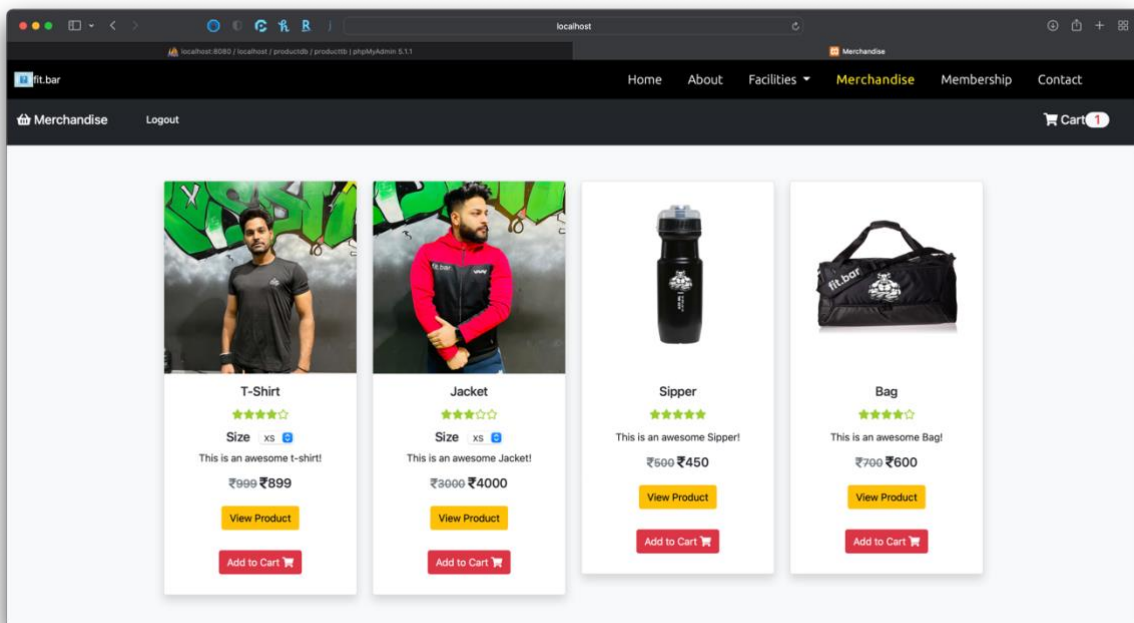 localhost
localhost:8080 / localhost / productdb / producttb | phpMyAdmin 5.1.1
Merchandise
fit.bar
Home About Facilities Merchandise Membership Contact
Merchandise Logout Cart 1
fit.bar
fit.bar
T-Shirt
Size xs
This is an awesome t-shirt!
₹999 ₹899
View Product
Add to Cart
Jacket
Size xs
This is an awesome Jacket!
₹3000 ₹4000
View Product
Add to Cart
Sipper
This is an awesome Sipper!
₹500 ₹450
View Product
Add to Cart
Bag
This is an awesome Bag!
₹700 ₹600
View Product
Add to Cart